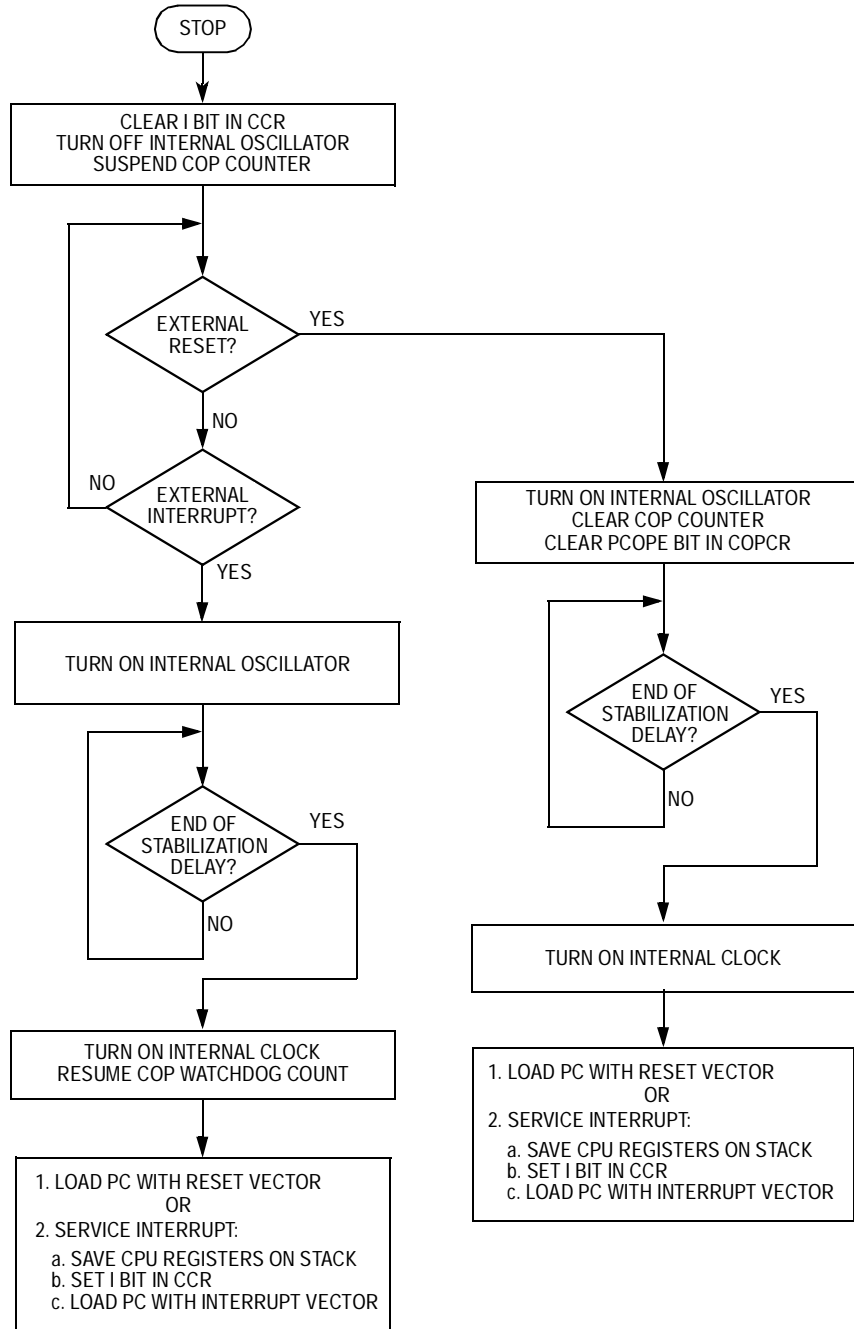 STOP
CLEAR I BIT IN CCR
TURN OFF INTERNAL OSCILLATOR
SUSPEND COP COUNTER
EXTERNAL
RESET?
YES
NO
EXTERNAL
INTERRUPT?
NO
YES
TURN ON INTERNAL OSCILLATOR
END OF
STABILIZATION
DELAY?
YES
NO
TURN ON INTERNAL CLOCK
RESUME COP WATCHDOG COUNT
1. LOAD PC WITH RESET VECTOR
OR
2. SERVICE INTERRUPT:
a. SAVE CPU REGISTERS ON STACK
b. SET I BIT IN CCR
c. LOAD PC WITH INTERRUPT VECTOR
TURN ON INTERNAL OSCILLATOR
CLEAR COP COUNTER
CLEAR PCOPE BIT IN COPCR
END OF
STABILIZATION
DELAY?
YES
NO
TURN ON INTERNAL CLOCK
1. LOAD PC WITH RESET VECTOR
OR
2. SERVICE INTERRUPT:
a. SAVE CPU REGISTERS ON STACK
b. SET I BIT IN CCR
c. LOAD PC WITH INTERRUPT VECTOR